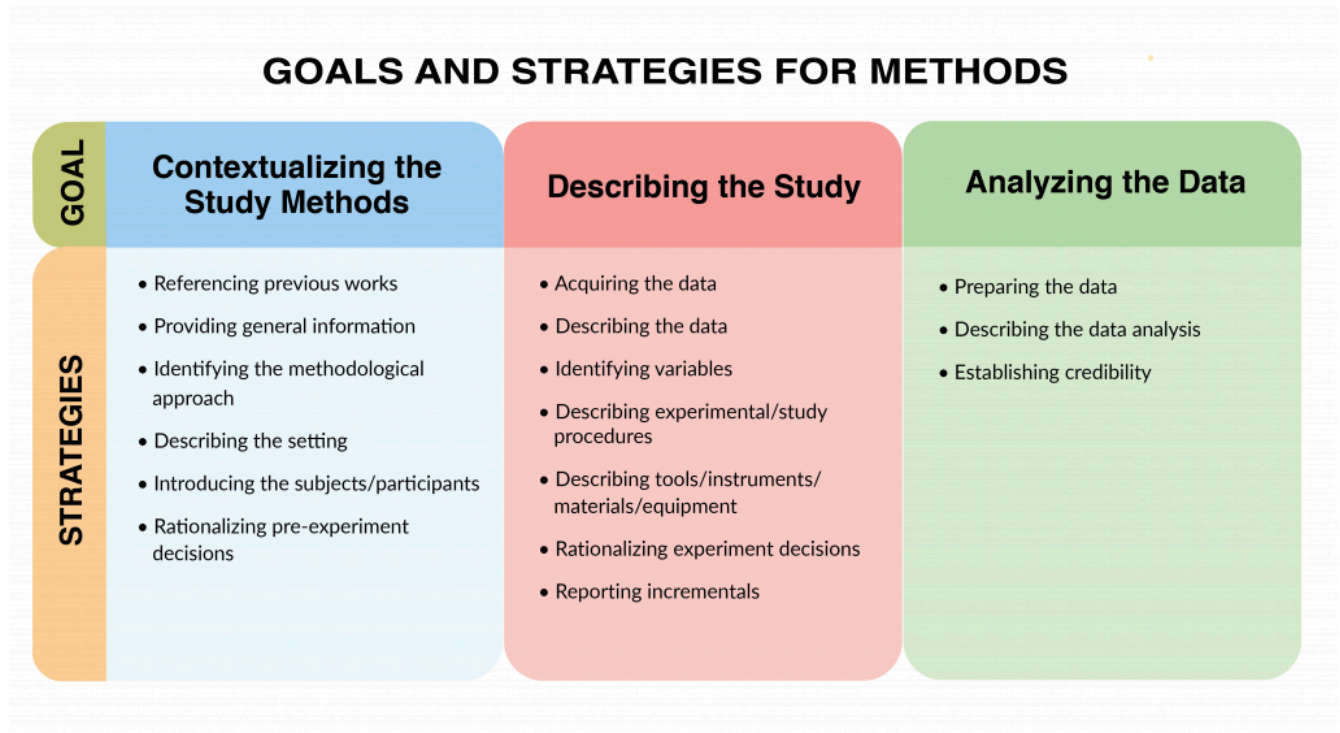 GOALS AND STRATEGIES FOR METHODS
GOAL
Contextualizing the
Study Methods
Describing the Study
Analyzing the Data
STRATEGIES
• Referencing previous works
• Providing general information
• Identifying the methodological
approach
• Describing the setting
• Introducing the subjects/participants
• Rationalizing pre-experiment
decisions
• Acquiring the data
• Describing the data
• Identifying variables
• Describing experimental/study
procedures
• Describing tools/instruments/
materials/equipment
• Rationalizing experiment decisions
• Reporting incrementals
• Preparing the data
• Describing the data analysis
• Establishing credibility